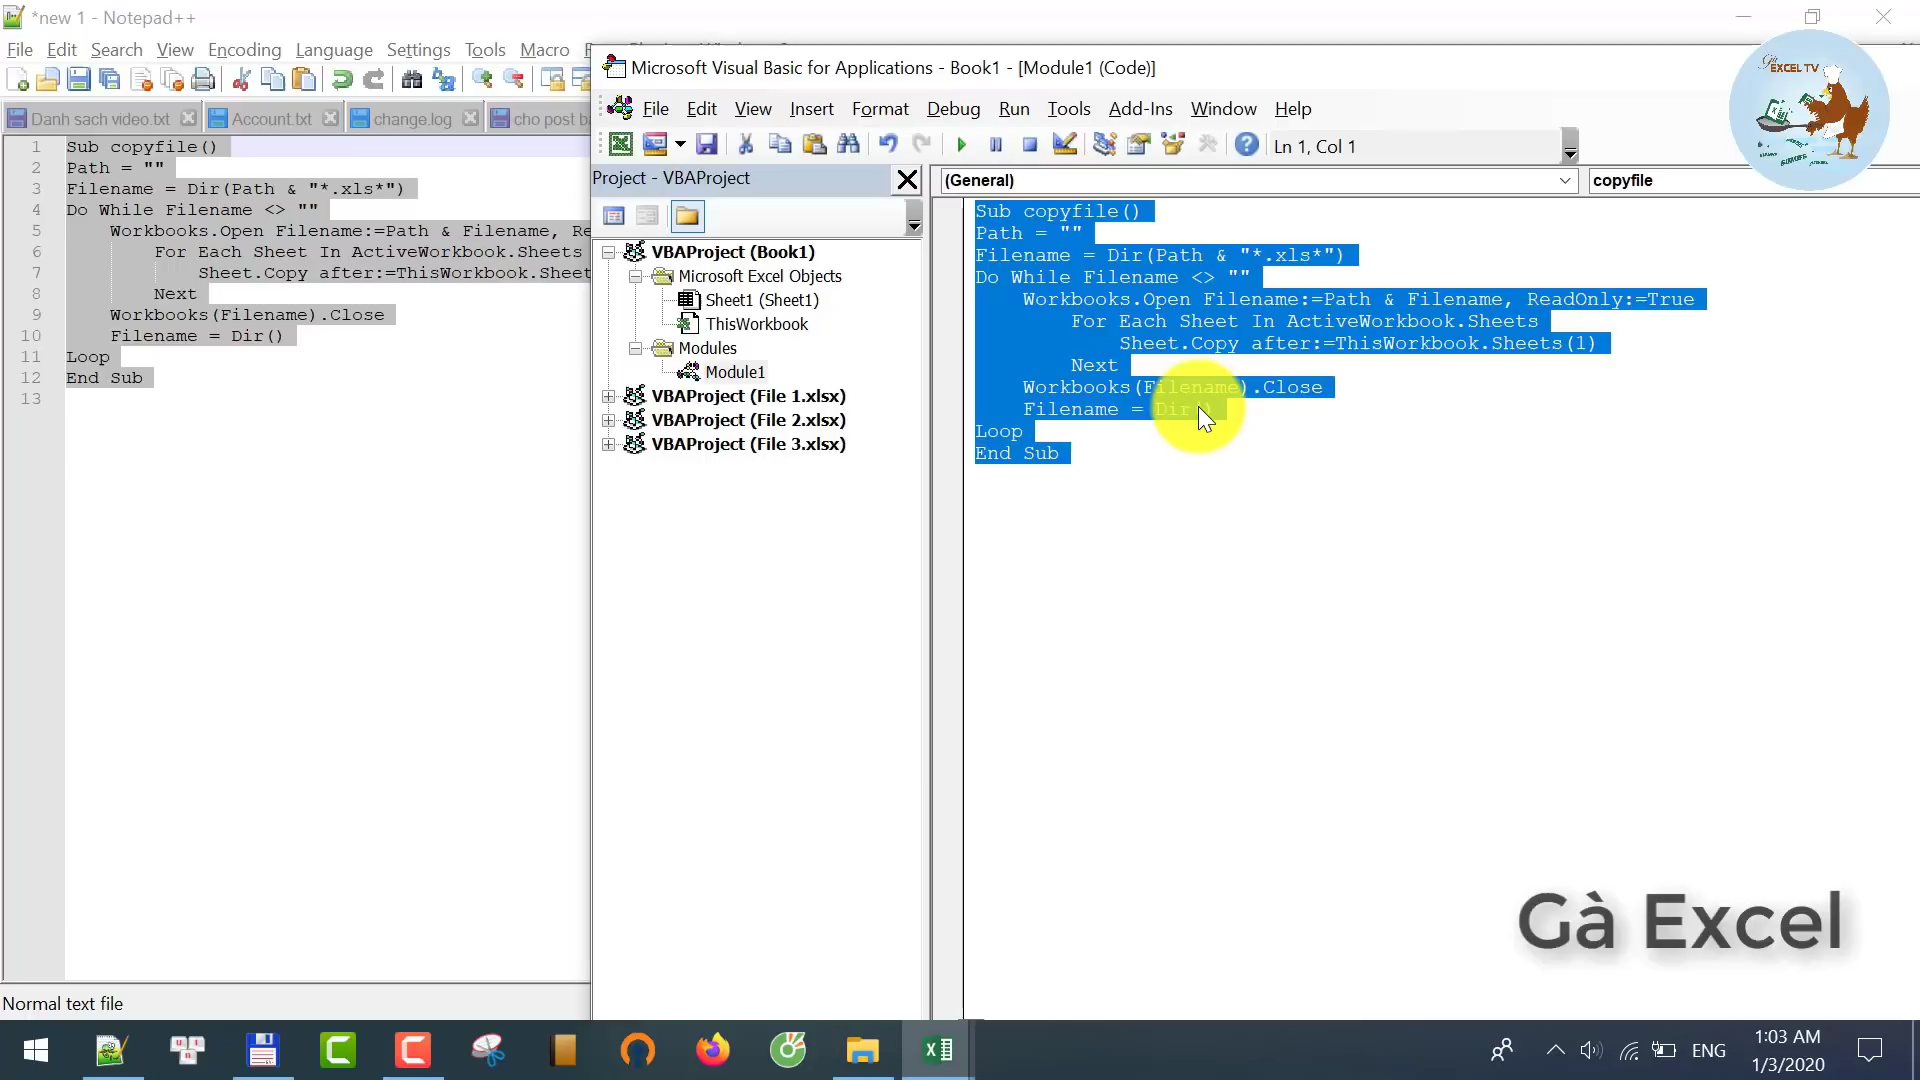 *new 1 - Notepad++
File Edit Search View Encoding Language Settings Tools Macro
Danh sach video.txt Account.txt change.log cho post
1 Sub copyfile()
2 Path = ""
3 Filename = Dir(Path & "*.xls*")
4 Do While Filename <> ""
5 Workbooks.Open Filename:=Path & Filename, Re
6 For Each Sheet In ActiveWorkbook.Sheets
7 Sheet.Copy after:=ThisWorkbook.Sheet
8 Next
9 Workbooks(Filename).Close
10 Filename = Dir()
11 Loop
12 End Sub
13
Normal text file
Microsoft Visual Basic for Applications - Book1 - [Module1 (Code)]
File Edit View Insert Format Debug Run Tools Add-Ins Window Help
Ln 1, Col 1
Project - VBAProject
VBAProject (Book1)
Microsoft Excel Objects
Sheet1 (Sheet1)
ThisWorkbook
Modules
Module1
VBAProject (File 1.xlsx)
VBAProject (File 2.xlsx)
VBAProject (File 3.xlsx)
(General) copyfile
Sub copyfile()
Path = ""
Filename = Dir(Path & "*.xls*")
Do While Filename <> ""
Workbooks.Open Filename:=Path & Filename, ReadOnly:=True
For Each Sheet In ActiveWorkbook.Sheets
Sheet.Copy after:=ThisWorkbook.Sheets(1)
Next
Workbooks(Filename).Close
Filename = Dir()
Loop
End Sub
Gà
EXCEL TV
Gà Excel
ENG
1:03 AM
1/3/2020